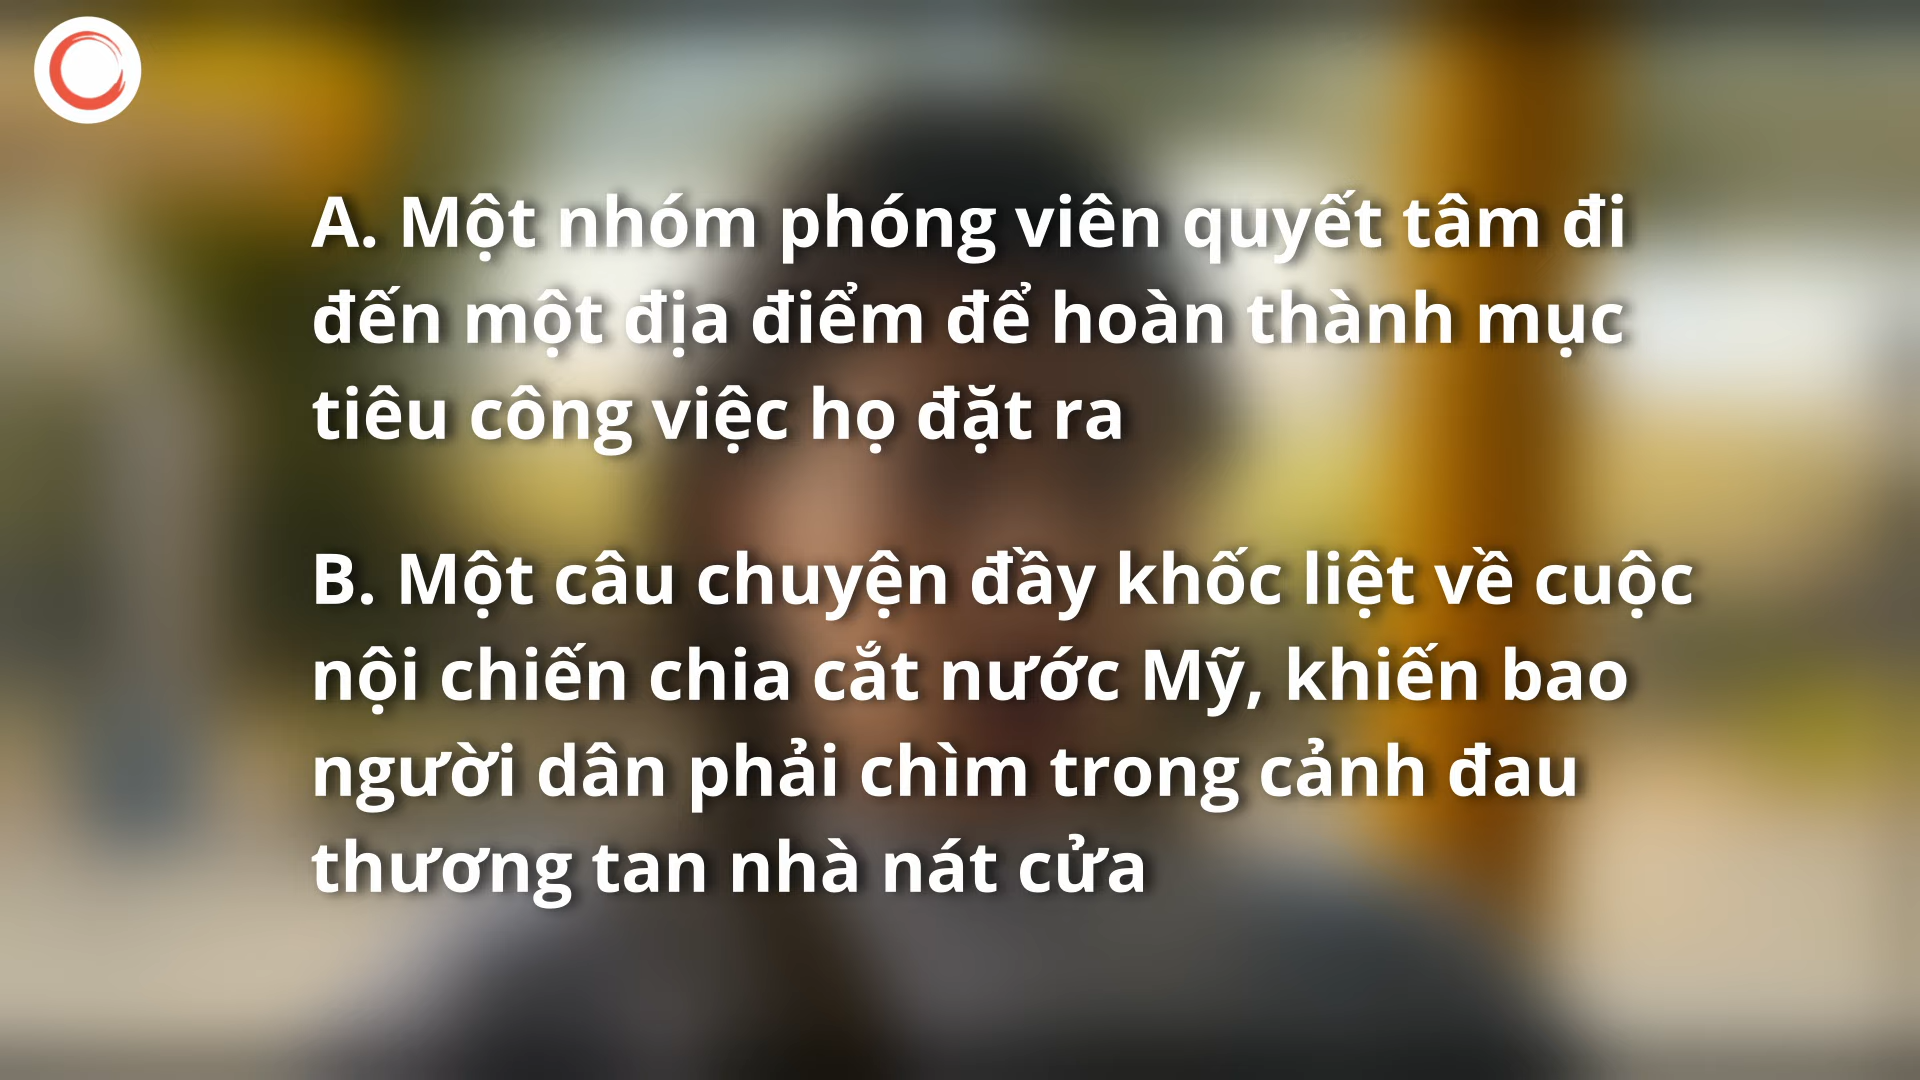 A. Một nhóm phóng viên quyết tâm đi
đến một địa điểm để hoàn thành mục
tiêu công việc họ đặt ra
B. Một câu chuyện đầy khốc liệt về cuộc
nội chiến chia cắt nước Mỹ, khiến bao
người dân phải chìm trong cảnh đau
thương tan nhà nát cửa